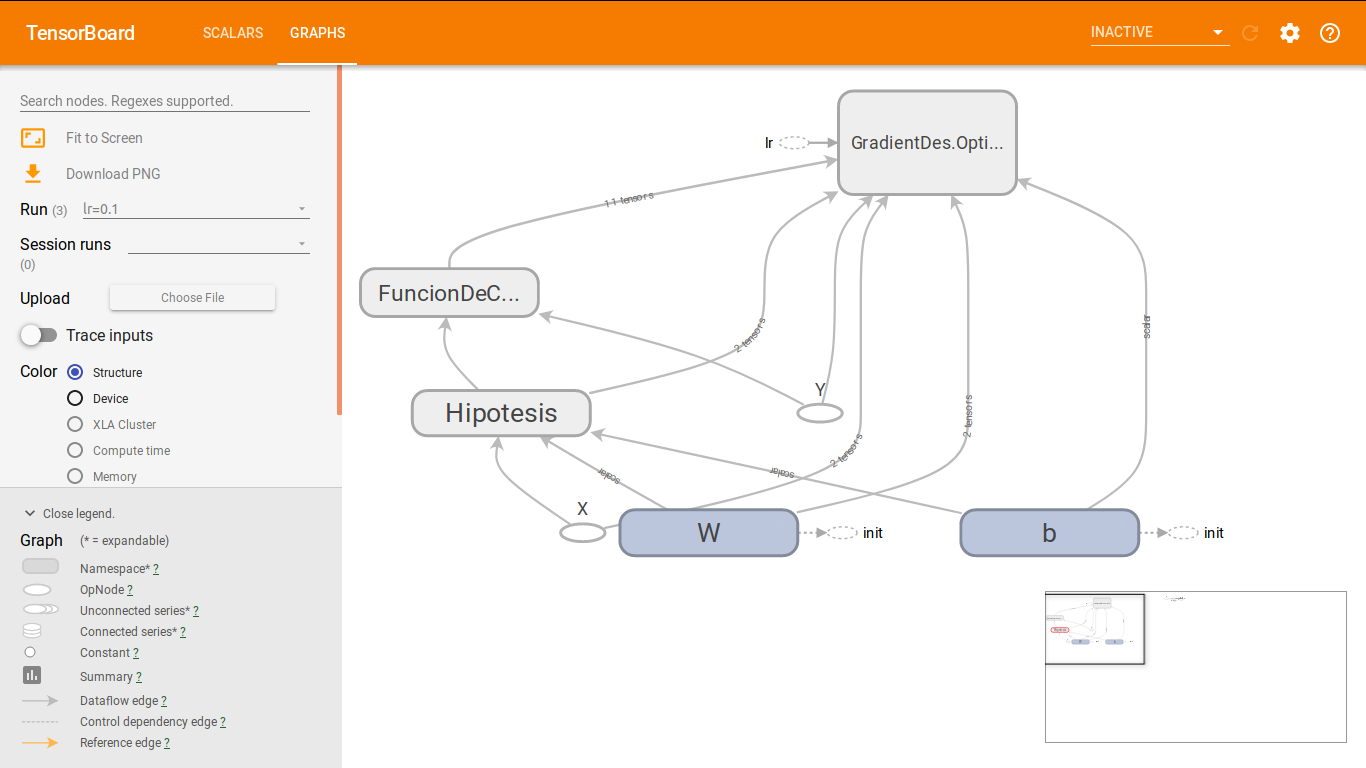 TensorBoard
SCALARS
GRAPHS
INACTIVE
Search nodes. Regexes supported.
Fit to Screen
Download PNG
Run (3) lr=0.1
Session runs
(0)
Upload
Choose File
Trace inputs
Color
Structure
Device
XLA Cluster
Compute time
Memory
Close legend.
Graph (* = expandable)
Namespace* ?
OpNode ?
Unconnected series* ?
Connected series* ?
Constant ?
Summary ?
Dataflow edge ?
Control dependency edge ?
Reference edge ?
lr
GradientDes.Opti...
11 tensors
FuncionDeC...
2 tensors
scalar
Y
Hipotesis
2 tensors
2 tensors
scalar
scalar
X
W
init
b
init